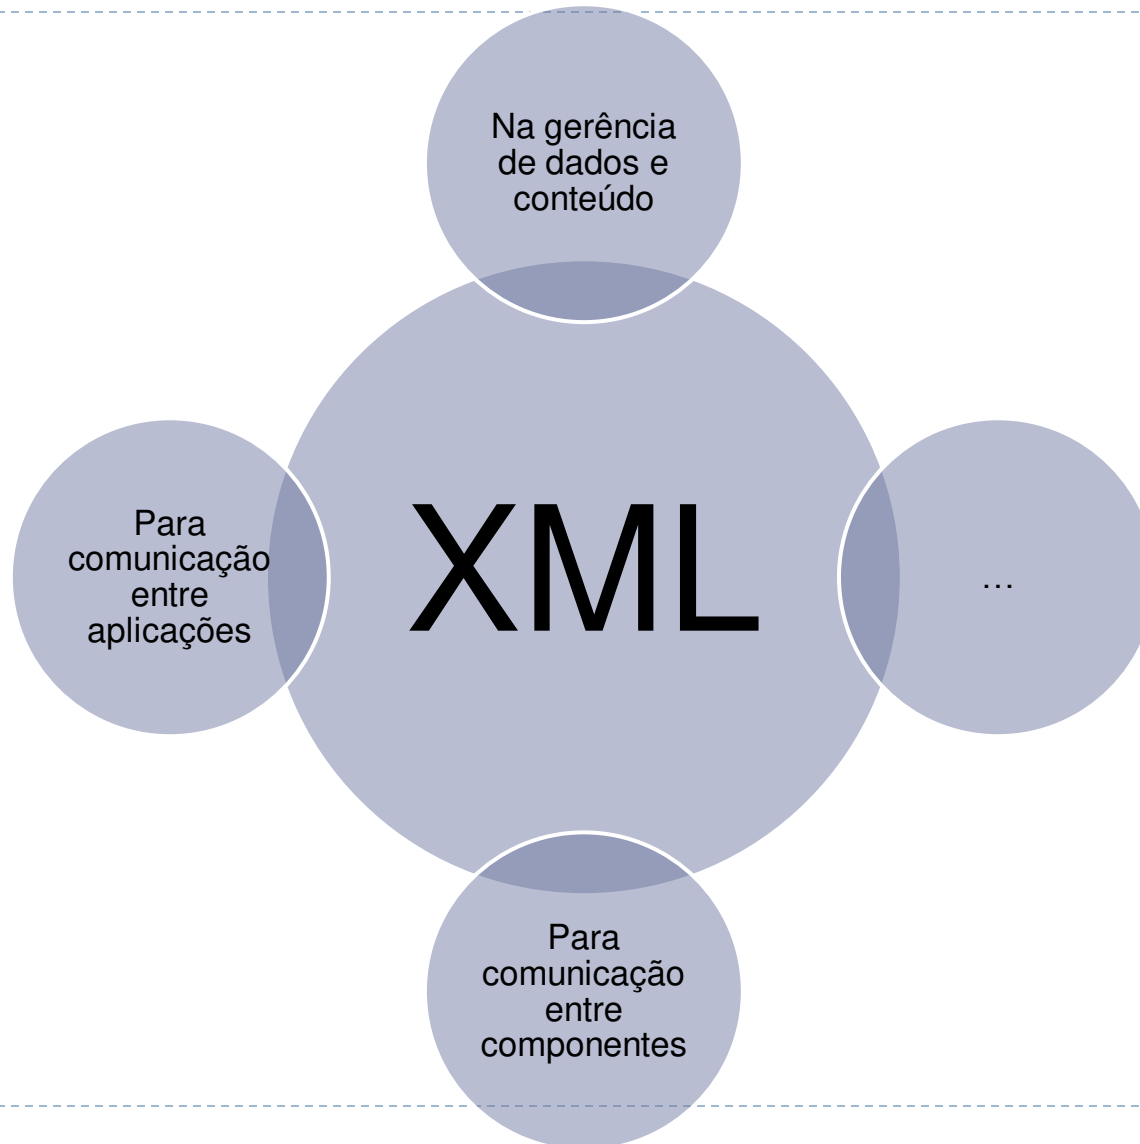 Na gerência
de dados e
conteúdo
Para
comunicação
entre
aplicações
XML
...
Para
comunicação
entre
componentes